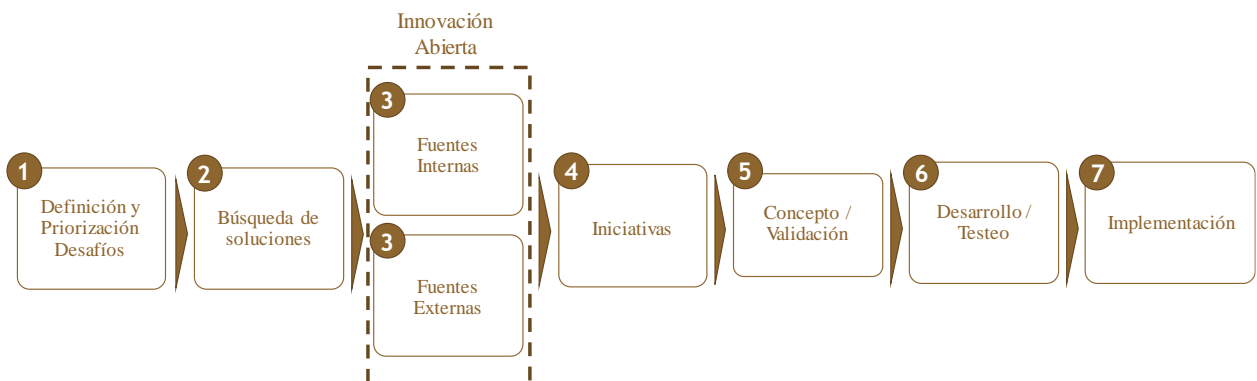 Innovación
Abierta
1
Definición y
Priorización
Desafíos
2
Búsqueda de
soluciones
3
Fuentes
Internas
3
Fuentes
Externas
4
Iniciativas
5
Concepto /
Validación
6
Desarrollo /
Testeo
7
Implementación